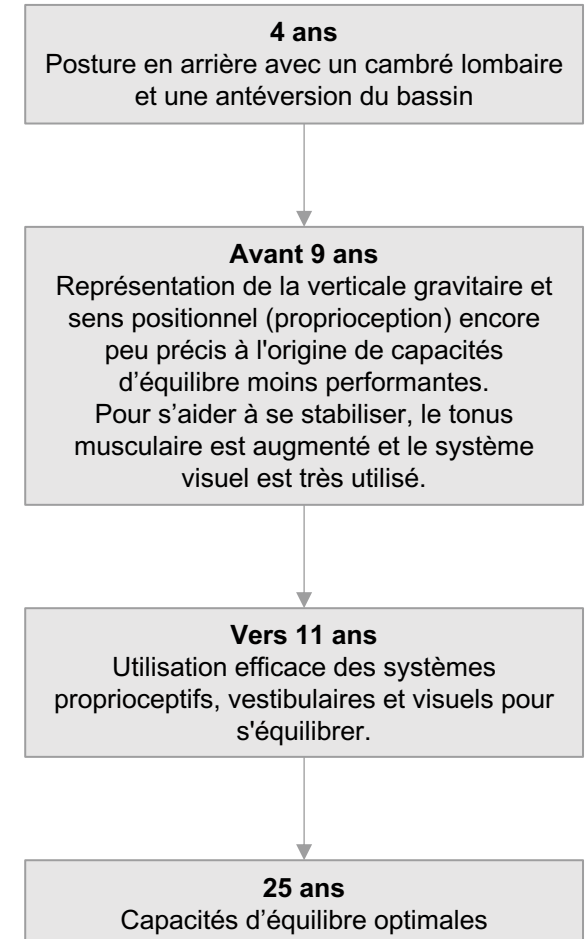 4 ans
Posture en arrière avec un cambré lombaire
et une antéversion du bassin
Avant 9 ans
Représentation de la verticale gravitaire et
sens positionnel (proprioception) encore
peu précis à l'origine de capacités
d’équilibre moins performantes.
Pour s’aider à se stabiliser, le tonus
musculaire est augmenté et le système
visuel est très utilisé.
Vers 11 ans
Utilisation efficace des systèmes
proprioceptifs, vestibulaires et visuels pour
s'équilibrer.
25 ans
Capacités d’équilibre optimales